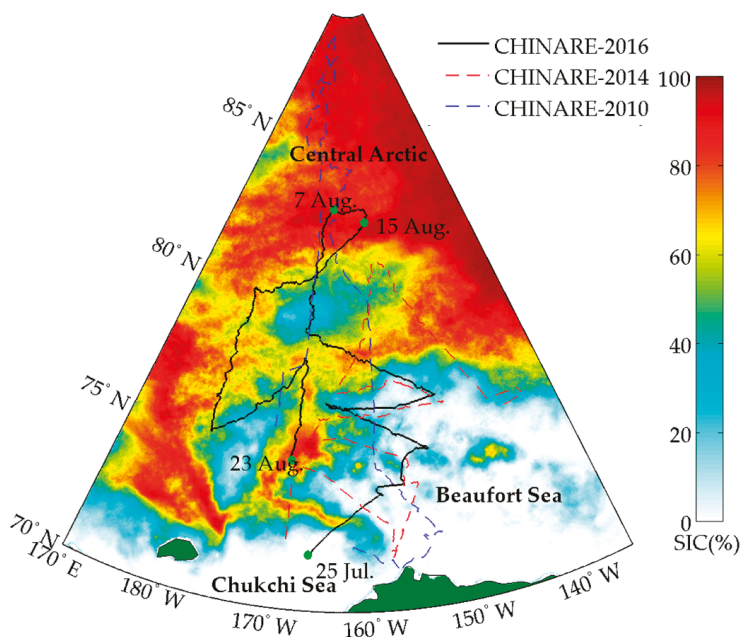 CHINARE-2016
CHINARE-2014
CHINARE-2010
100
80
60
40
20
0
SIC(%)
85° N
80° N
75° N
70° N
170° E
180° W
170° W
160° W
150° W
140° W
Central Arctic
7 Aug.
15 Aug.
23 Aug.
Beaufort Sea
25 Jul.
Chukchi Sea